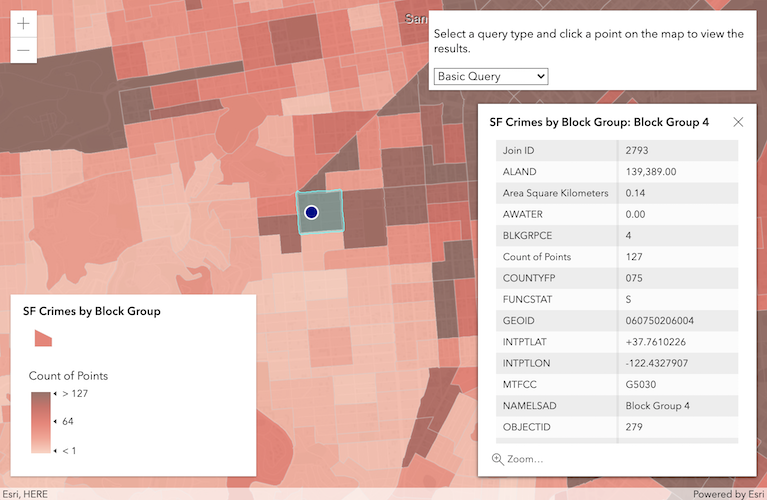 +
−
San
Select a query type and click a point on the map to view the
results.
Basic Query
SF Crimes by Block Group: Block Group 4
Join ID 2793
ALAND 139,389.00
Area Square Kilometers 0.14
AWATER 0.00
BLKGRPCE 4
Count of Points 127
COUNTYFP 075
FUNCSTAT S
GEOID 060750206004
INTPTLAT +37.7610226
INTPTLON -122.4327907
MTFCC G5030
NAMELSAD Block Group 4
OBJECTID 279
Zoom…
SF Crimes by Block Group
Count of Points
> 127
64
< 1
Esri, HERE
Powered by Esri